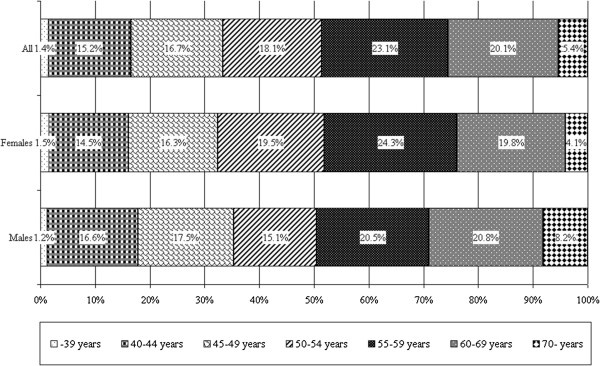 All 1.4% 15.2% 16.7% 18.1% 23.1% 20.1% 5.4%
Females 1.5% 14.5% 16.3% 19.5% 24.3% 19.8% 4.1%
Males 1.2% 16.6% 17.5% 15.1% 20.5% 20.8% 8.2%
0% 10% 20% 30% 40% 50% 60% 70% 80% 90% 100%
-39 years 40-44 years 45-49 years 50-54 years 55-59 years 60-69 years 70- years